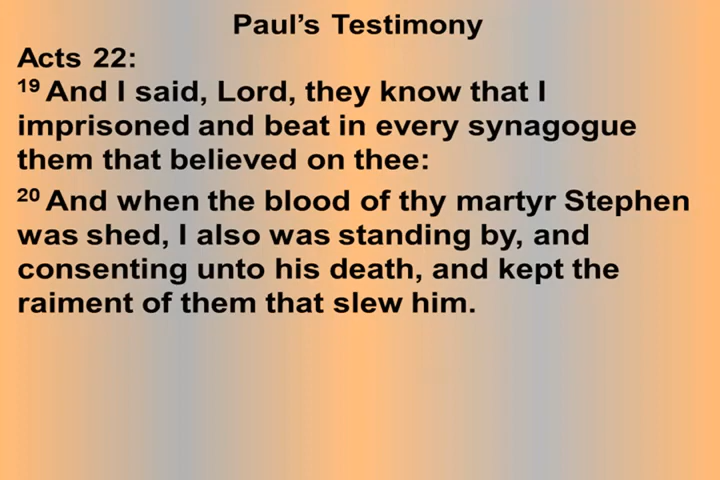 Paul’s Testimony
Acts 22:
19 And I said, Lord, they know that I
imprisoned and beat in every synagogue
them that believed on thee:
20 And when the blood of thy martyr Stephen
was shed, I also was standing by, and
consenting unto his death, and kept the
raiment of them that slew him.